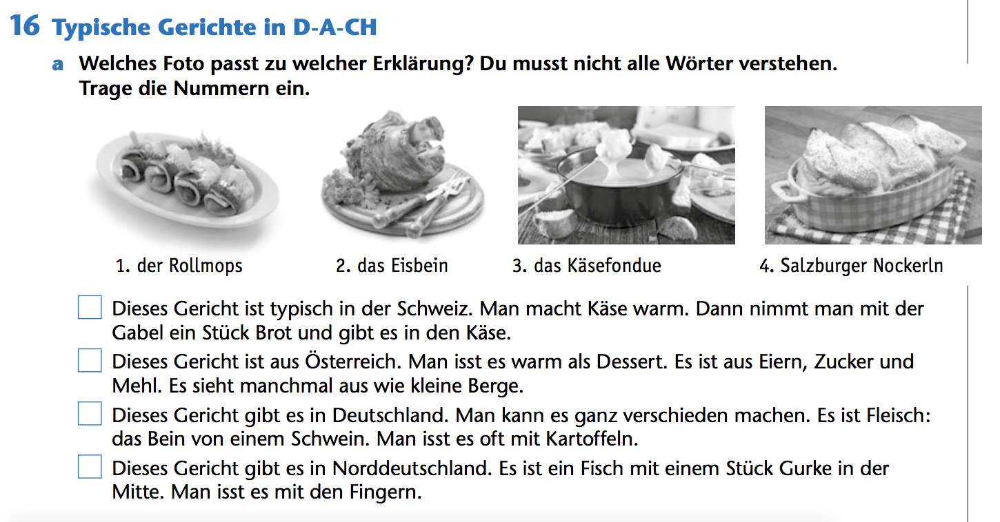 16 Typische Gerichte in D-A-CH
a Welches Foto passt zu welcher Erklärung? Du musst nicht alle Wörter verstehen.
Trage die Nummern ein.
1. der Rollmops
2. das Eisbein
3. das Käsefondue
4. Salzburger Nockerln
Dieses Gericht ist typisch in der Schweiz. Man macht Käse warm. Dann nimmt man mit der
Gabel ein Stück Brot und gibt es in den Käse.
Dieses Gericht ist aus Österreich. Man isst es warm als Dessert. Es ist aus Eiern, Zucker und
Mehl. Es sieht manchmal aus wie kleine Berge.
Dieses Gericht gibt es in Deutschland. Man kann es ganz verschieden machen. Es ist Fleisch:
das Bein von einem Schwein. Man isst es oft mit Kartoffeln.
Dieses Gericht gibt es in Norddeutschland. Es ist ein Fisch mit einem Stück Gurke in der
Mitte. Man isst es mit den Fingern.